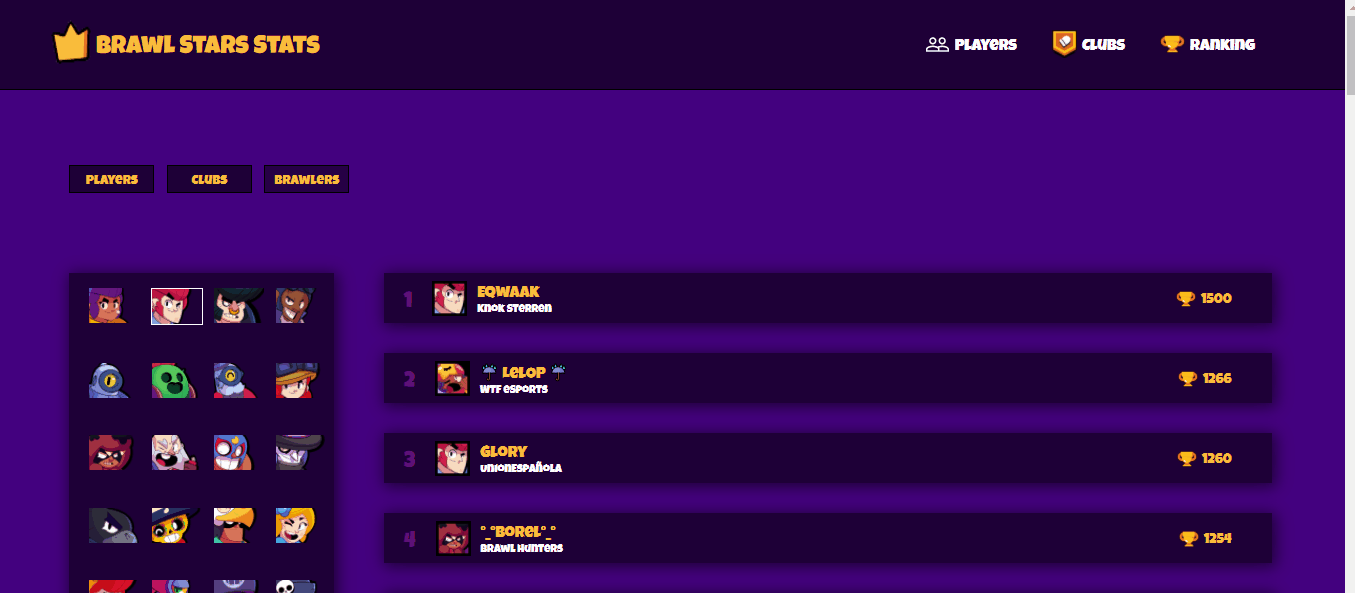 BRAWL STARS STATS
PLAYERS
CLUBS
RANKING
PLAYERS
CLUBS
BRAWLERS
1
EQWAAK
KNOK STERREN
1500
2
☔ LELOP ☔
WTF ESPORTS
1266
3
GLORY
UNIONESPAÑOLA
1260
4
°_°BOREL°_°
BRAWL HUNTERS
1254